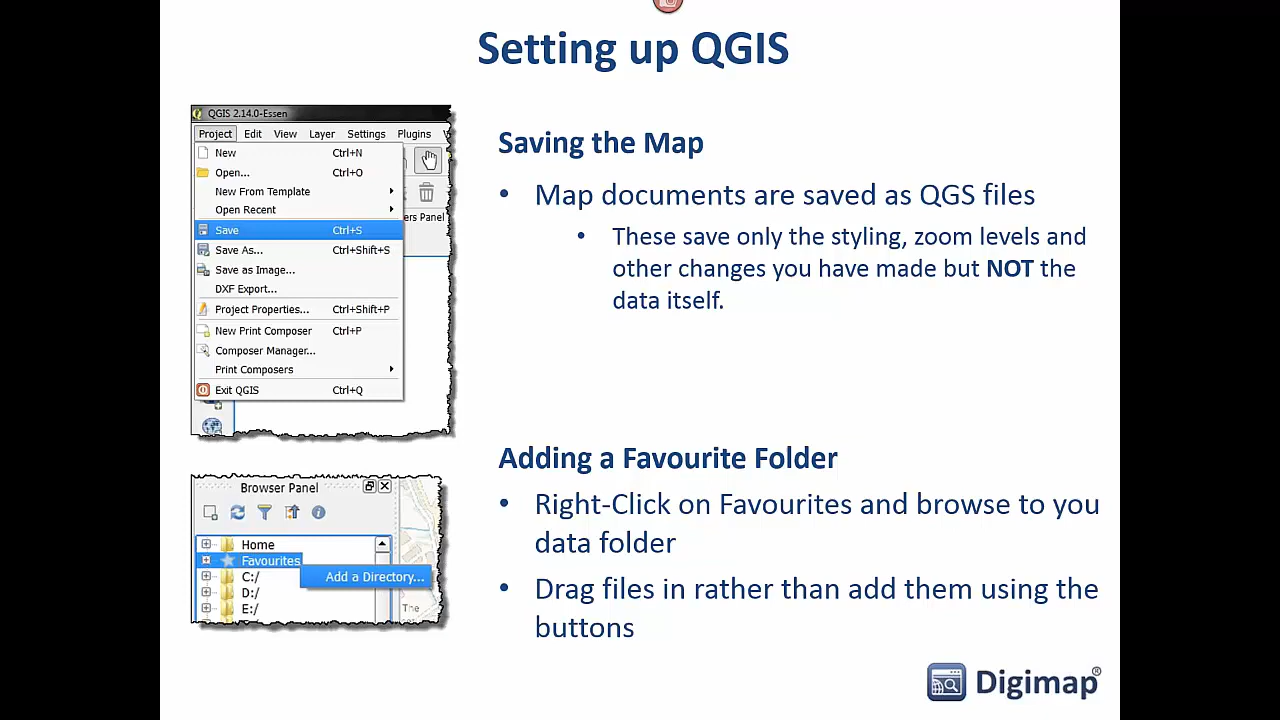 Setting up QGIS
QGIS 2.14.0-Essen
Project Edit View Layer Settings Plugins
New Ctrl+N
Open... Ctrl+O
New From Template
Open Recent
ers Panel
Save Ctrl+S
Save As... Ctrl+Shift+S
Save as Image...
DXF Export...
Project Properties... Ctrl+Shift+P
New Print Composer Ctrl+P
Composer Manager...
Print Composers
Exit QGIS Ctrl+Q
Saving the Map
• Map documents are saved as QGS files
• These save only the styling, zoom levels and
other changes you have made but NOT the
data itself.
Browser Panel
Home
Favourites
Add a Directory...
C:/
D:/
E:/
The
Adding a Favourite Folder
• Right-Click on Favourites and browse to you
data folder
• Drag files in rather than add them using the
buttons
Digimap®